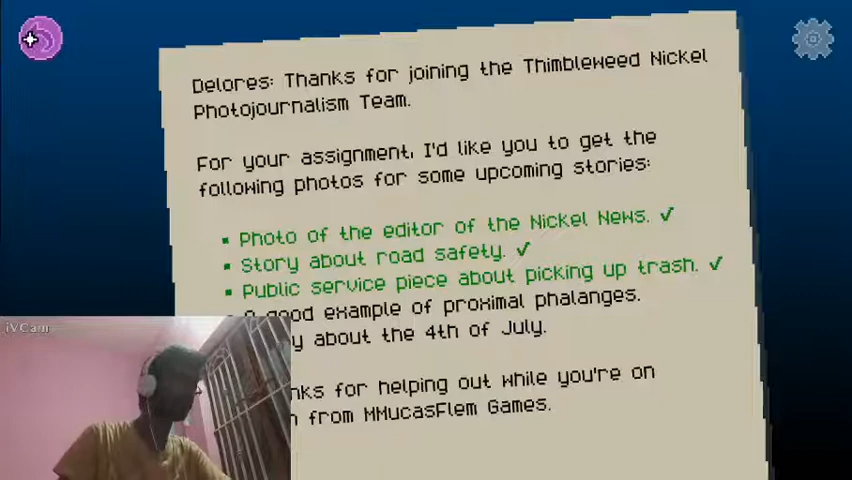 Delores: Thanks for joining the Thimbleweed Nickel
Photojournalism Team.
For your assignment, I'd like you to get the
following photos for some upcoming stories:
▪ Photo of the editor of the Nickel News. ✓
▪ Story about road safety. ✓
▪ Public service piece about picking up trash. ✓
good example of proximal phalanges.
about the 4th of July.
for helping out while you're on
from MMucasFlem Games.
iVCam